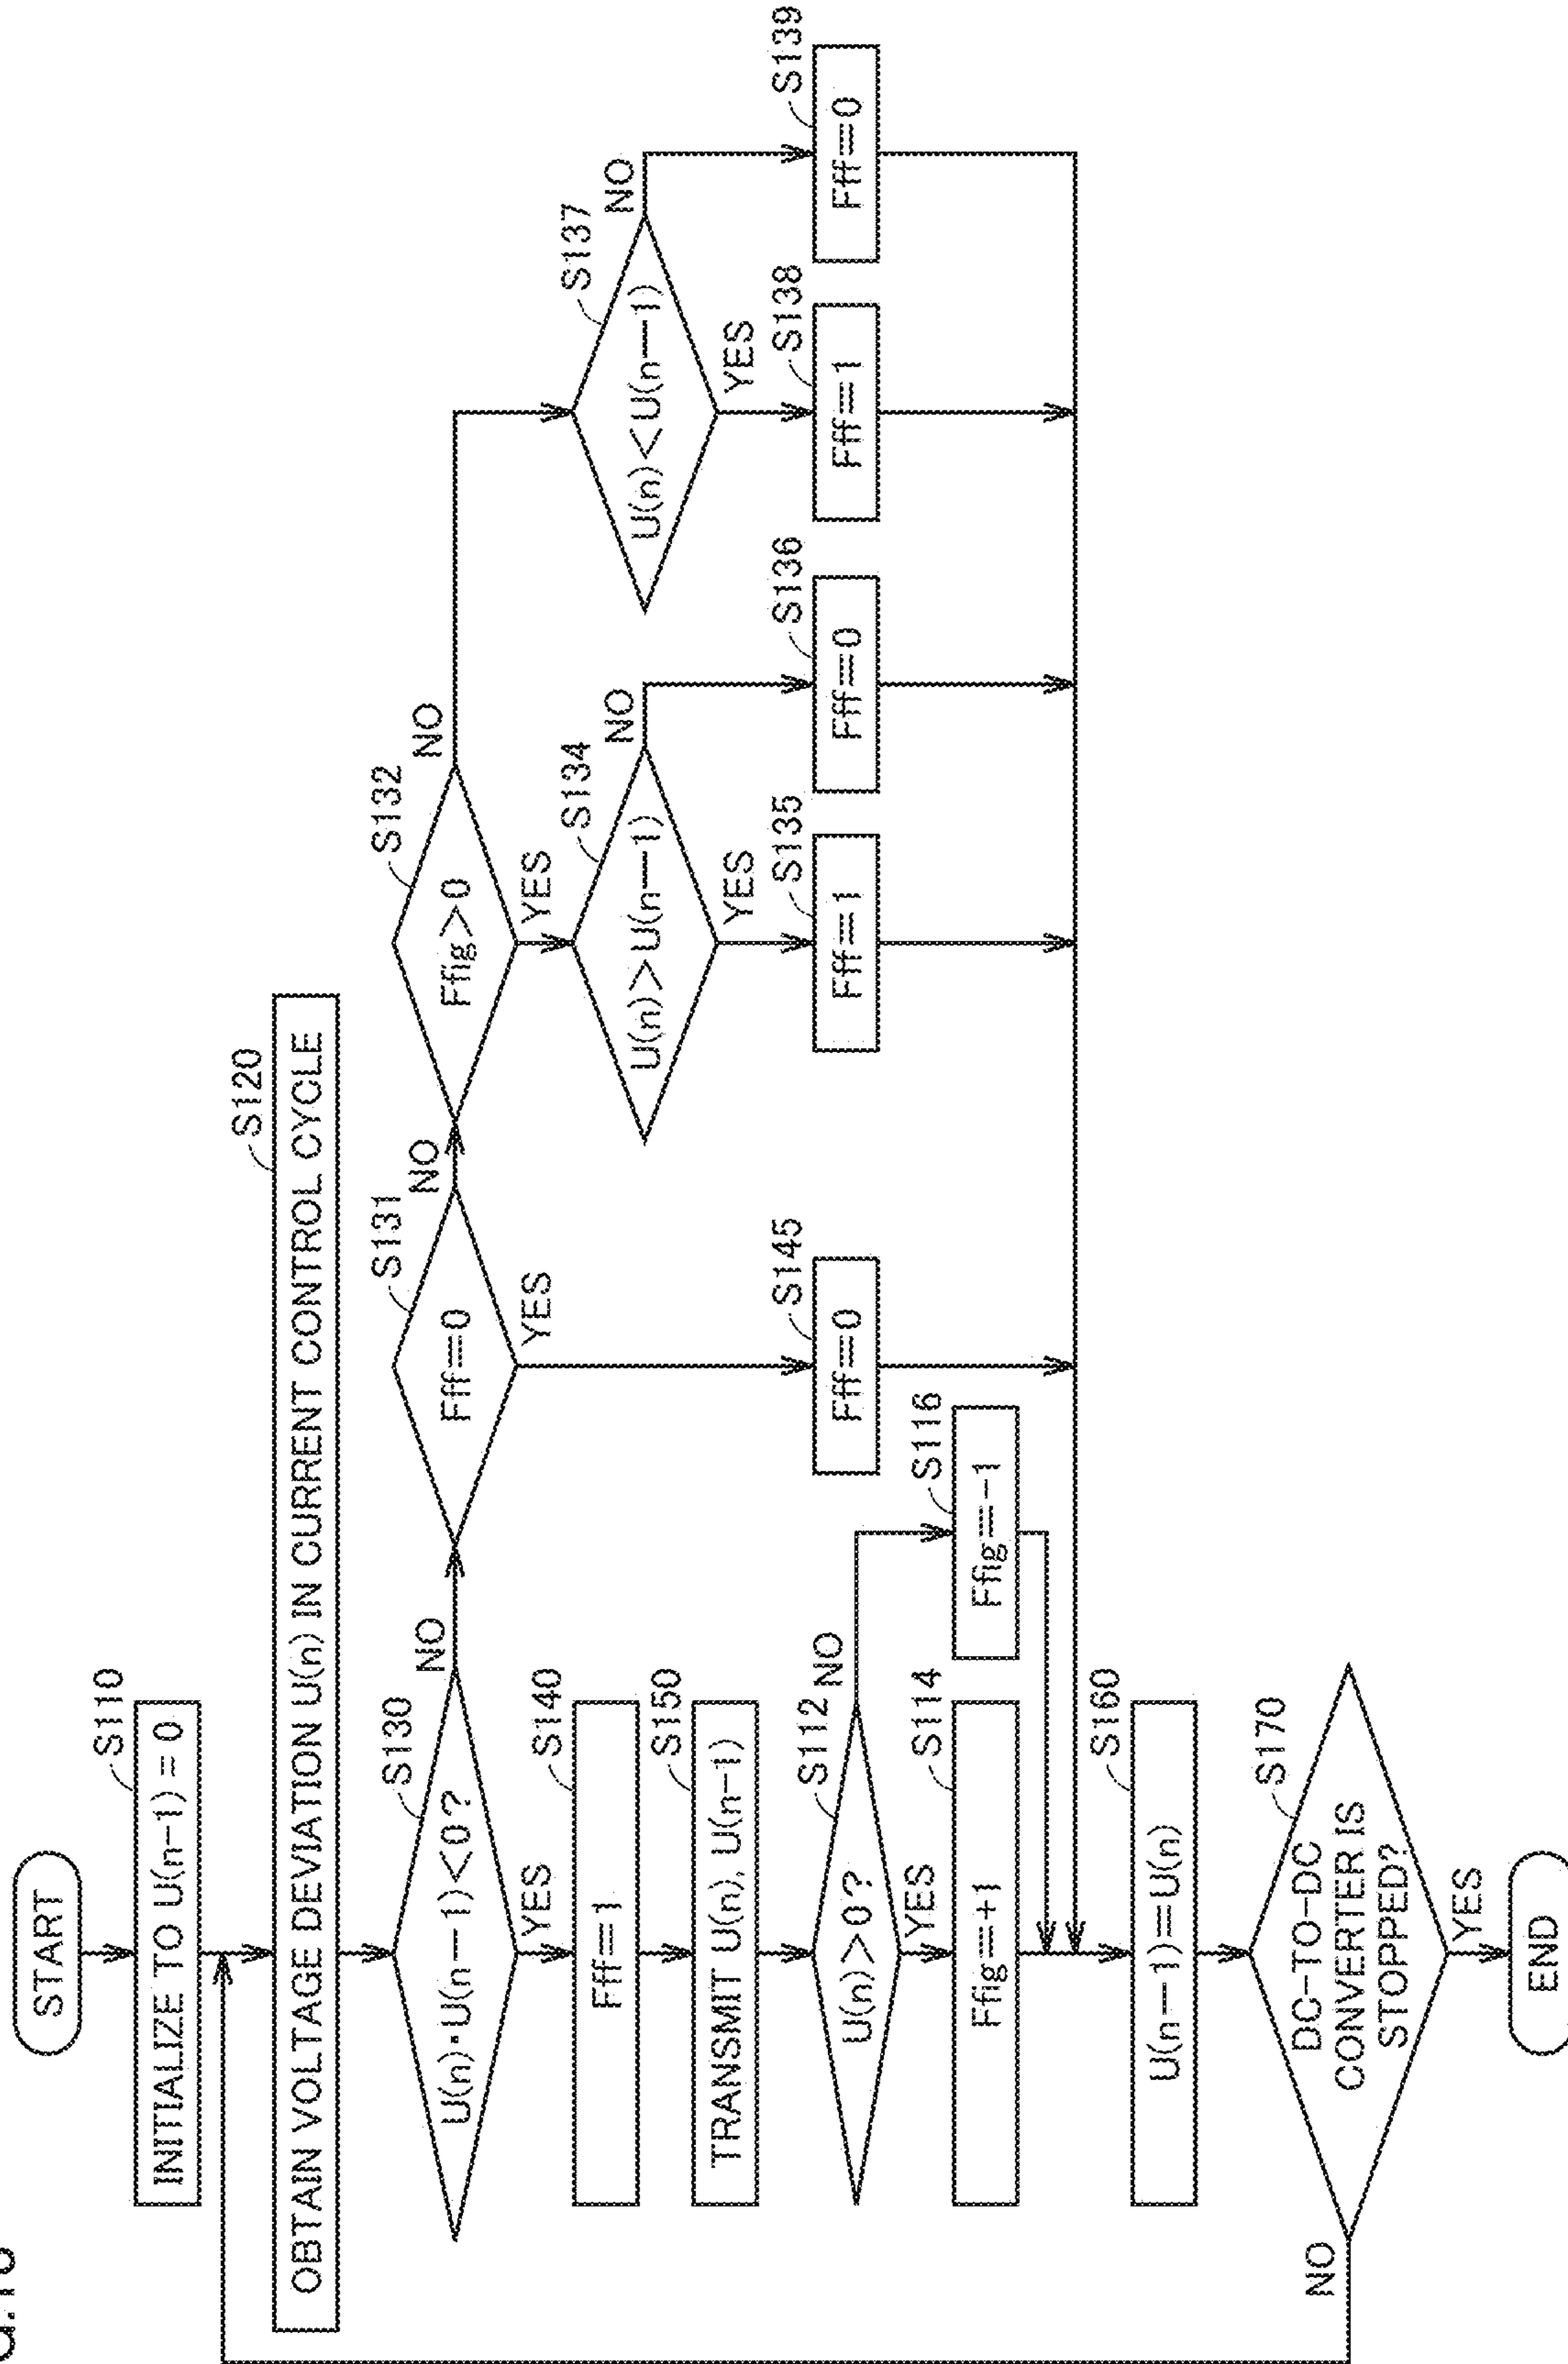 START
S110
INITIALIZE TO U(n-1) = 0
S120
OBTAIN VOLTAGE DEVIATION U(n) IN CURRENT CONTROL CYCLE
S130
U(n)·U(n-1)<0?
NO
YES
S131
Fff=0
NO
YES
S132
Fflg>0
NO
YES
S140
Fff=1
S134
U(n)>U(n-1)
NO
YES
S137
U(n)<U(n-1)
NO
YES
S150
TRANSMIT U(n), U(n-1)
S145
Fff=0
S135
Fff=1
S136
Fff=0
S138
Fff=1
S139
Fff=0
S112
U(n)>0?
NO
YES
S114
Fflg=+1
S116
Fflg=-1
S160
U(n-1)=U(n)
S170
DC-TO-DC
CONVERTER IS
STOPPED?
NO
YES
END